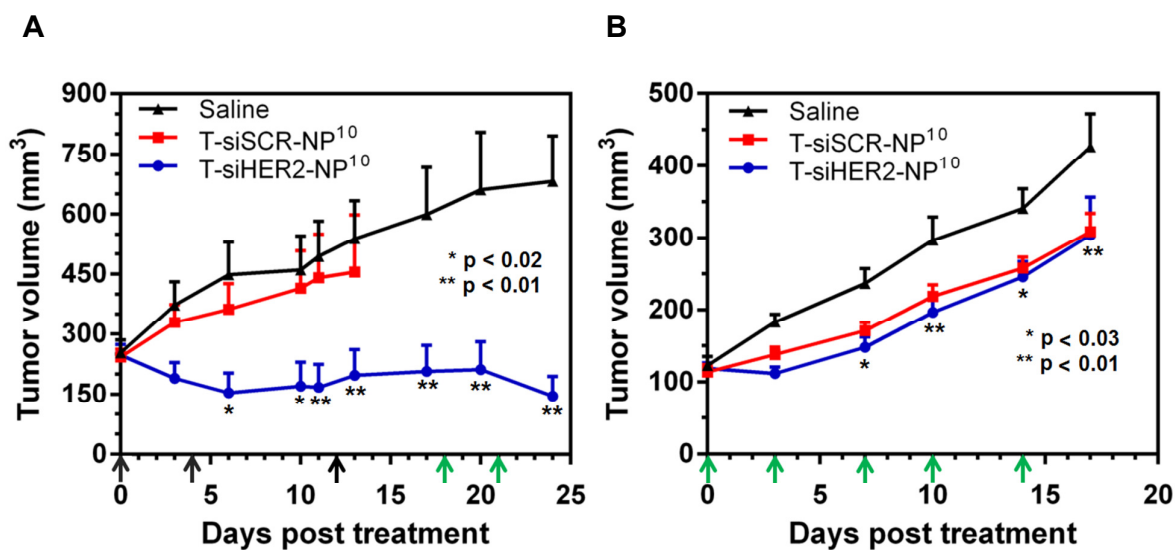 A
B
900
750
600
450
300
150
0
Tumor volume (mm³)
Saline
T-siSCR-NP¹⁰
T-siHER2-NP¹⁰
* p < 0.02
** p < 0.01
*
*
**
**
**
**
**
0 5 10 15 20 25
Days post treatment
500
400
300
200
100
0
Tumor volume (mm³)
Saline
T-siSCR-NP¹⁰
T-siHER2-NP¹⁰
**
*
**
*
* p < 0.03
** p < 0.01
0 5 10 15 20
Days post treatment